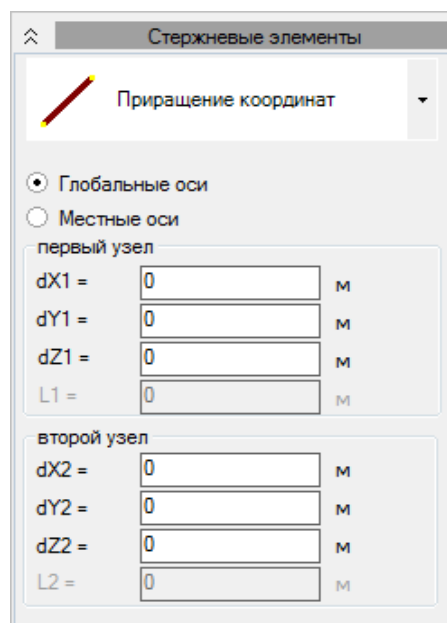 Стержневые элементы
Приращение координат
Глобальные оси
Местные оси
первый узел
dX1 = 0 м
dY1 = 0 м
dZ1 = 0 м
L1 = 0 м
второй узел
dX2 = 0 м
dY2 = 0 м
dZ2 = 0 м
L2 = 0 м